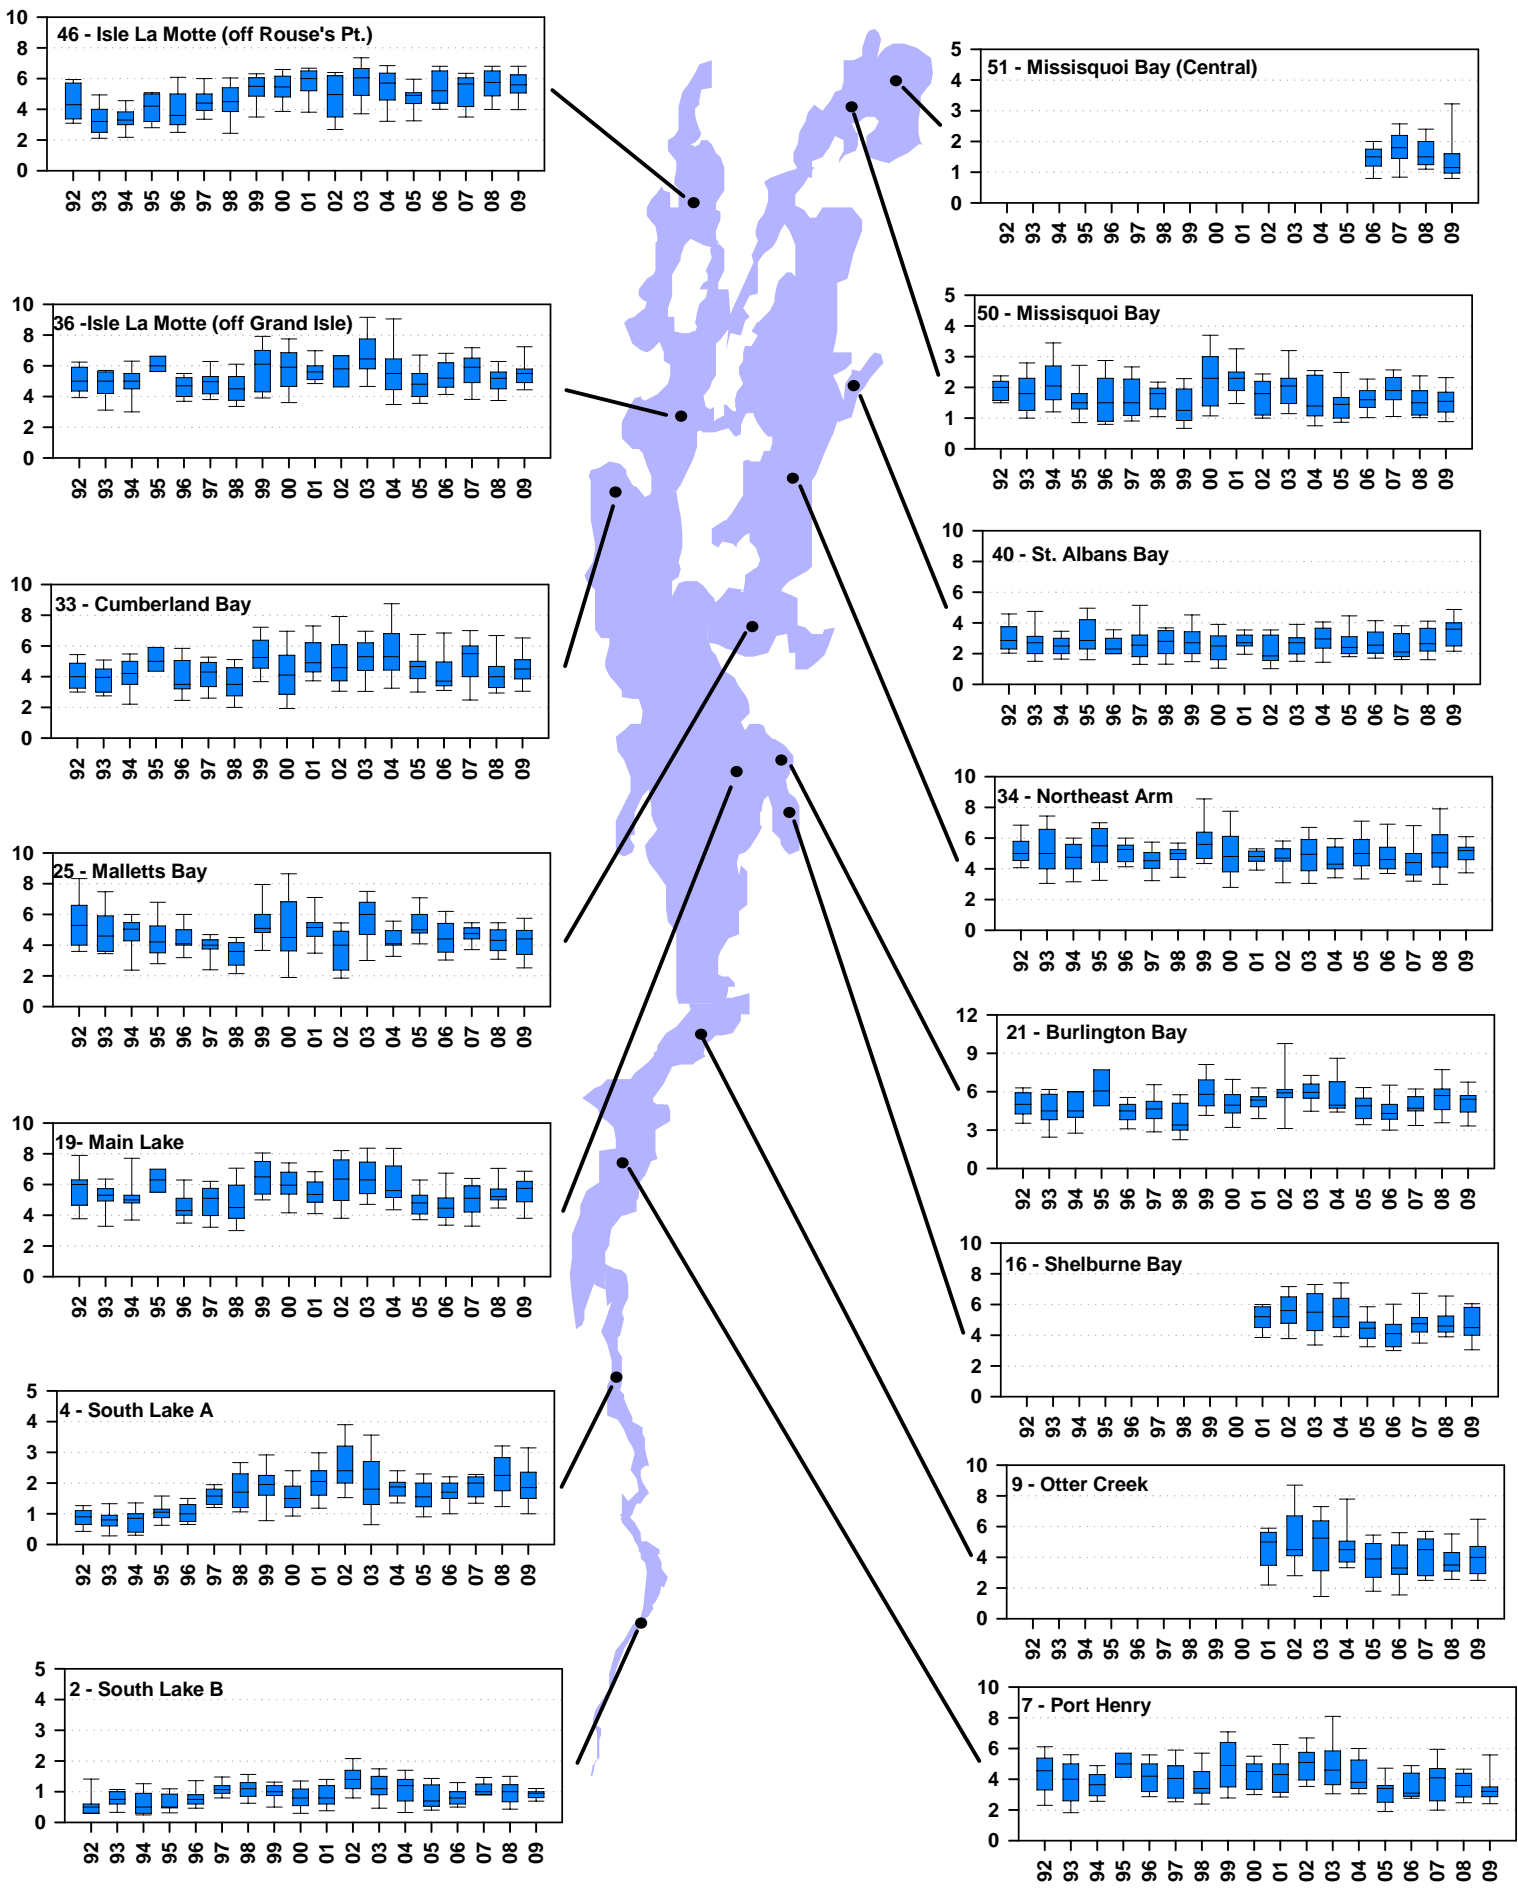 46 - Isle La Motte (off Rouse's Pt.)
10
8
6
4
2
0
92 93 94 95 96 97 98 99 00 01 02 03 04 05 06 07 08 09
36 -Isle La Motte (off Grand Isle)
10
8
6
4
2
0
92 93 94 95 96 97 98 99 00 01 02 03 04 05 06 07 08 09
33 - Cumberland Bay
10
8
6
4
2
0
92 93 94 95 96 97 98 99 00 01 02 03 04 05 06 07 08 09
25 - Malletts Bay
10
8
6
4
2
0
92 93 94 95 96 97 98 99 00 01 02 03 04 05 06 07 08 09
19- Main Lake
10
8
6
4
2
0
92 93 94 95 96 97 98 99 00 01 02 03 04 05 06 07 08 09
4 - South Lake A
5
4
3
2
1
0
92 93 94 95 96 97 98 99 00 01 02 03 04 05 06 07 08 09
2 - South Lake B
5
4
3
2
1
0
92 93 94 95 96 97 98 99 00 01 02 03 04 05 06 07 08 09
51 - Missisquoi Bay (Central)
5
4
3
2
1
0
92 93 94 95 96 97 98 99 00 01 02 03 04 05 06 07 08 09
50 - Missisquoi Bay
5
4
3
2
1
0
92 93 94 95 96 97 98 99 00 01 02 03 04 05 06 07 08 09
40 - St. Albans Bay
10
8
6
4
2
0
92 93 94 95 96 97 98 99 00 01 02 03 04 05 06 07 08 09
34 - Northeast Arm
10
8
6
4
2
0
92 93 94 95 96 97 98 99 00 01 02 03 04 05 06 07 08 09
21 - Burlington Bay
12
9
6
3
0
92 93 94 95 96 97 98 99 00 01 02 03 04 05 06 07 08 09
16 - Shelburne Bay
10
8
6
4
2
0
92 93 94 95 96 97 98 99 00 01 02 03 04 05 06 07 08 09
9 - Otter Creek
10
8
6
4
2
0
92 93 94 95 96 97 98 99 00 01 02 03 04 05 06 07 08 09
7 - Port Henry
10
8
6
4
2
0
92 93 94 95 96 97 98 99 00 01 02 03 04 05 06 07 08 09